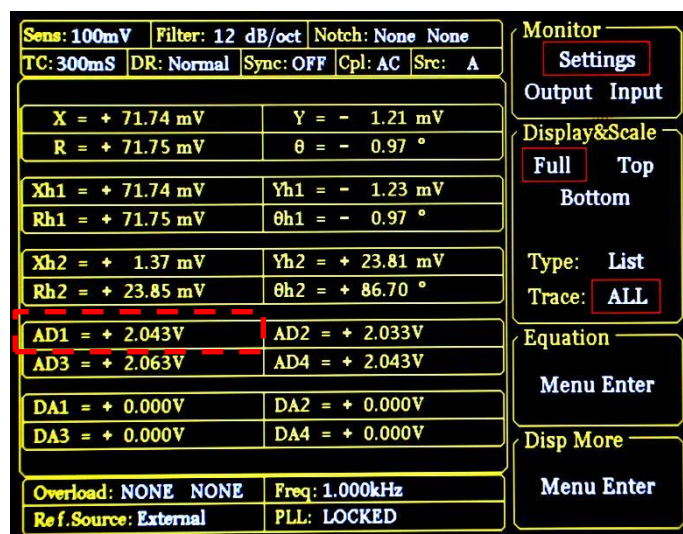 Sens: 100mV Filter: 12 dB/oct Notch: None None
TC: 300mS DR: Normal Sync: OFF Cpl: AC Src: A
X = + 71.74 mV Y = - 1.21 mV
R = + 71.75 mV θ = - 0.97 °
Xh1 = + 71.74 mV Yh1 = - 1.23 mV
Rh1 = + 71.75 mV θh1 = - 0.97 °
Xh2 = + 1.37 mV Yh2 = + 23.81 mV
Rh2 = + 23.85 mV θh2 = + 86.70 °
AD1 = + 2.043V AD2 = + 2.033V
AD3 = + 2.063V AD4 = + 2.043V
DA1 = + 0.000V DA2 = + 0.000V
DA3 = + 0.000V DA4 = + 0.000V
Overload: NONE NONE Freq: 1.000kHz
Ref.Source: External PLL: LOCKED
Monitor
Settings
Output Input
Display&Scale
Full Top
Bottom
Type: List
Trace: ALL
Equation
Menu Enter
Disp More
Menu Enter